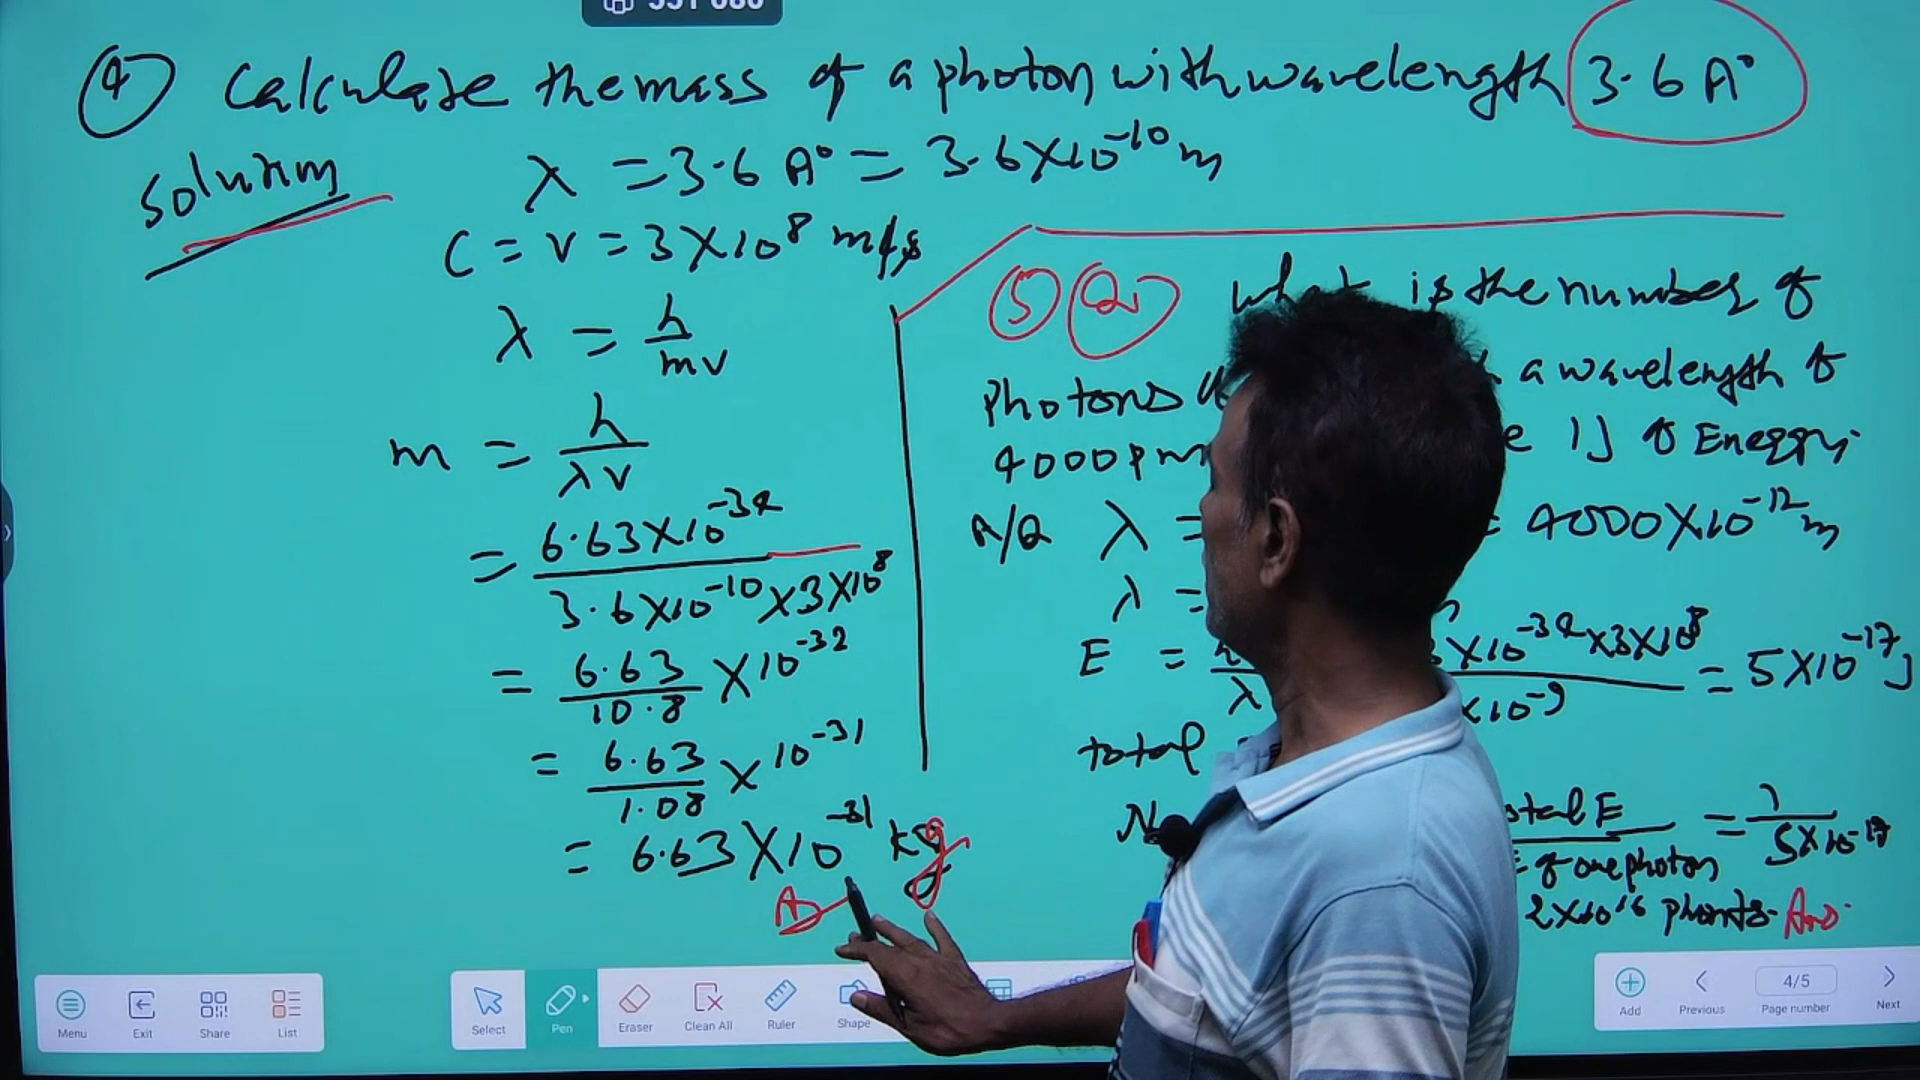 ④ Calculate the mass of a photon with wavelength 3.6 A°
Solution
λ = 3.6 A° = 3.6×10⁻¹⁰ m
C = v = 3×10⁸ m/s
λ = h/mv
m = h/λv
= 6.63×10⁻³⁴ / 3.6×10⁻¹⁰×3×10⁸
= 6.63/10.8 × 10⁻³²
= 6.63/1.08 × 10⁻³¹
= 6.63×10⁻³¹ kg
⑤ Q is the number of
Photons a wavelength of
4000 pm 1J of Energy
A/Q λ = = 4000×10⁻¹² m
λ =
E = ×10⁻³⁴×3×10⁸ / ×10⁻⁹ = 5×10⁻¹⁷ J
total
E / of one photon = 1 / 5×10⁻¹⁷
2×10¹⁶ Ans.
Menu Exit Share List
Select Pen Eraser Clean All Ruler Shape
Add Previous 4/5 Page number Next